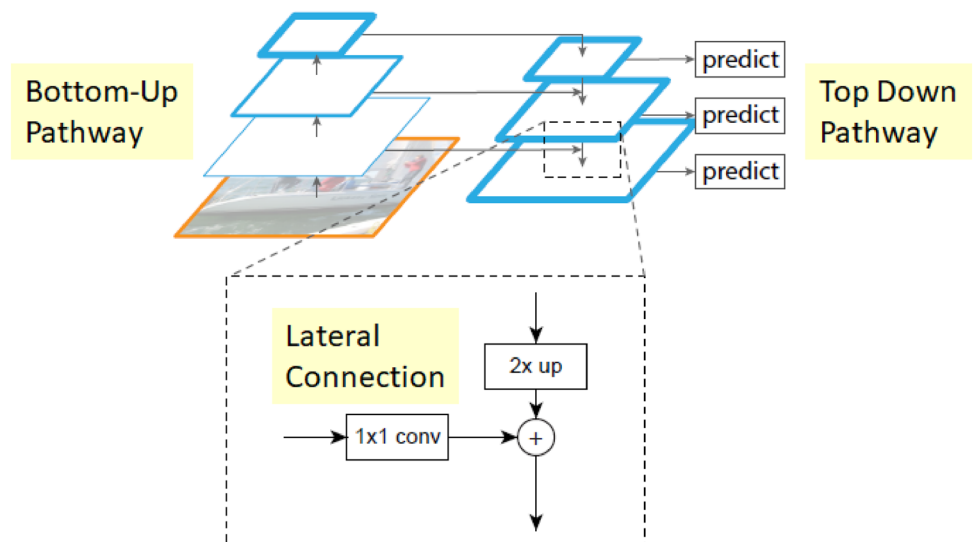 Bottom-Up
Pathway
predict
predict
predict
Top Down
Pathway
Lateral
Connection
2x up
1x1 conv
+